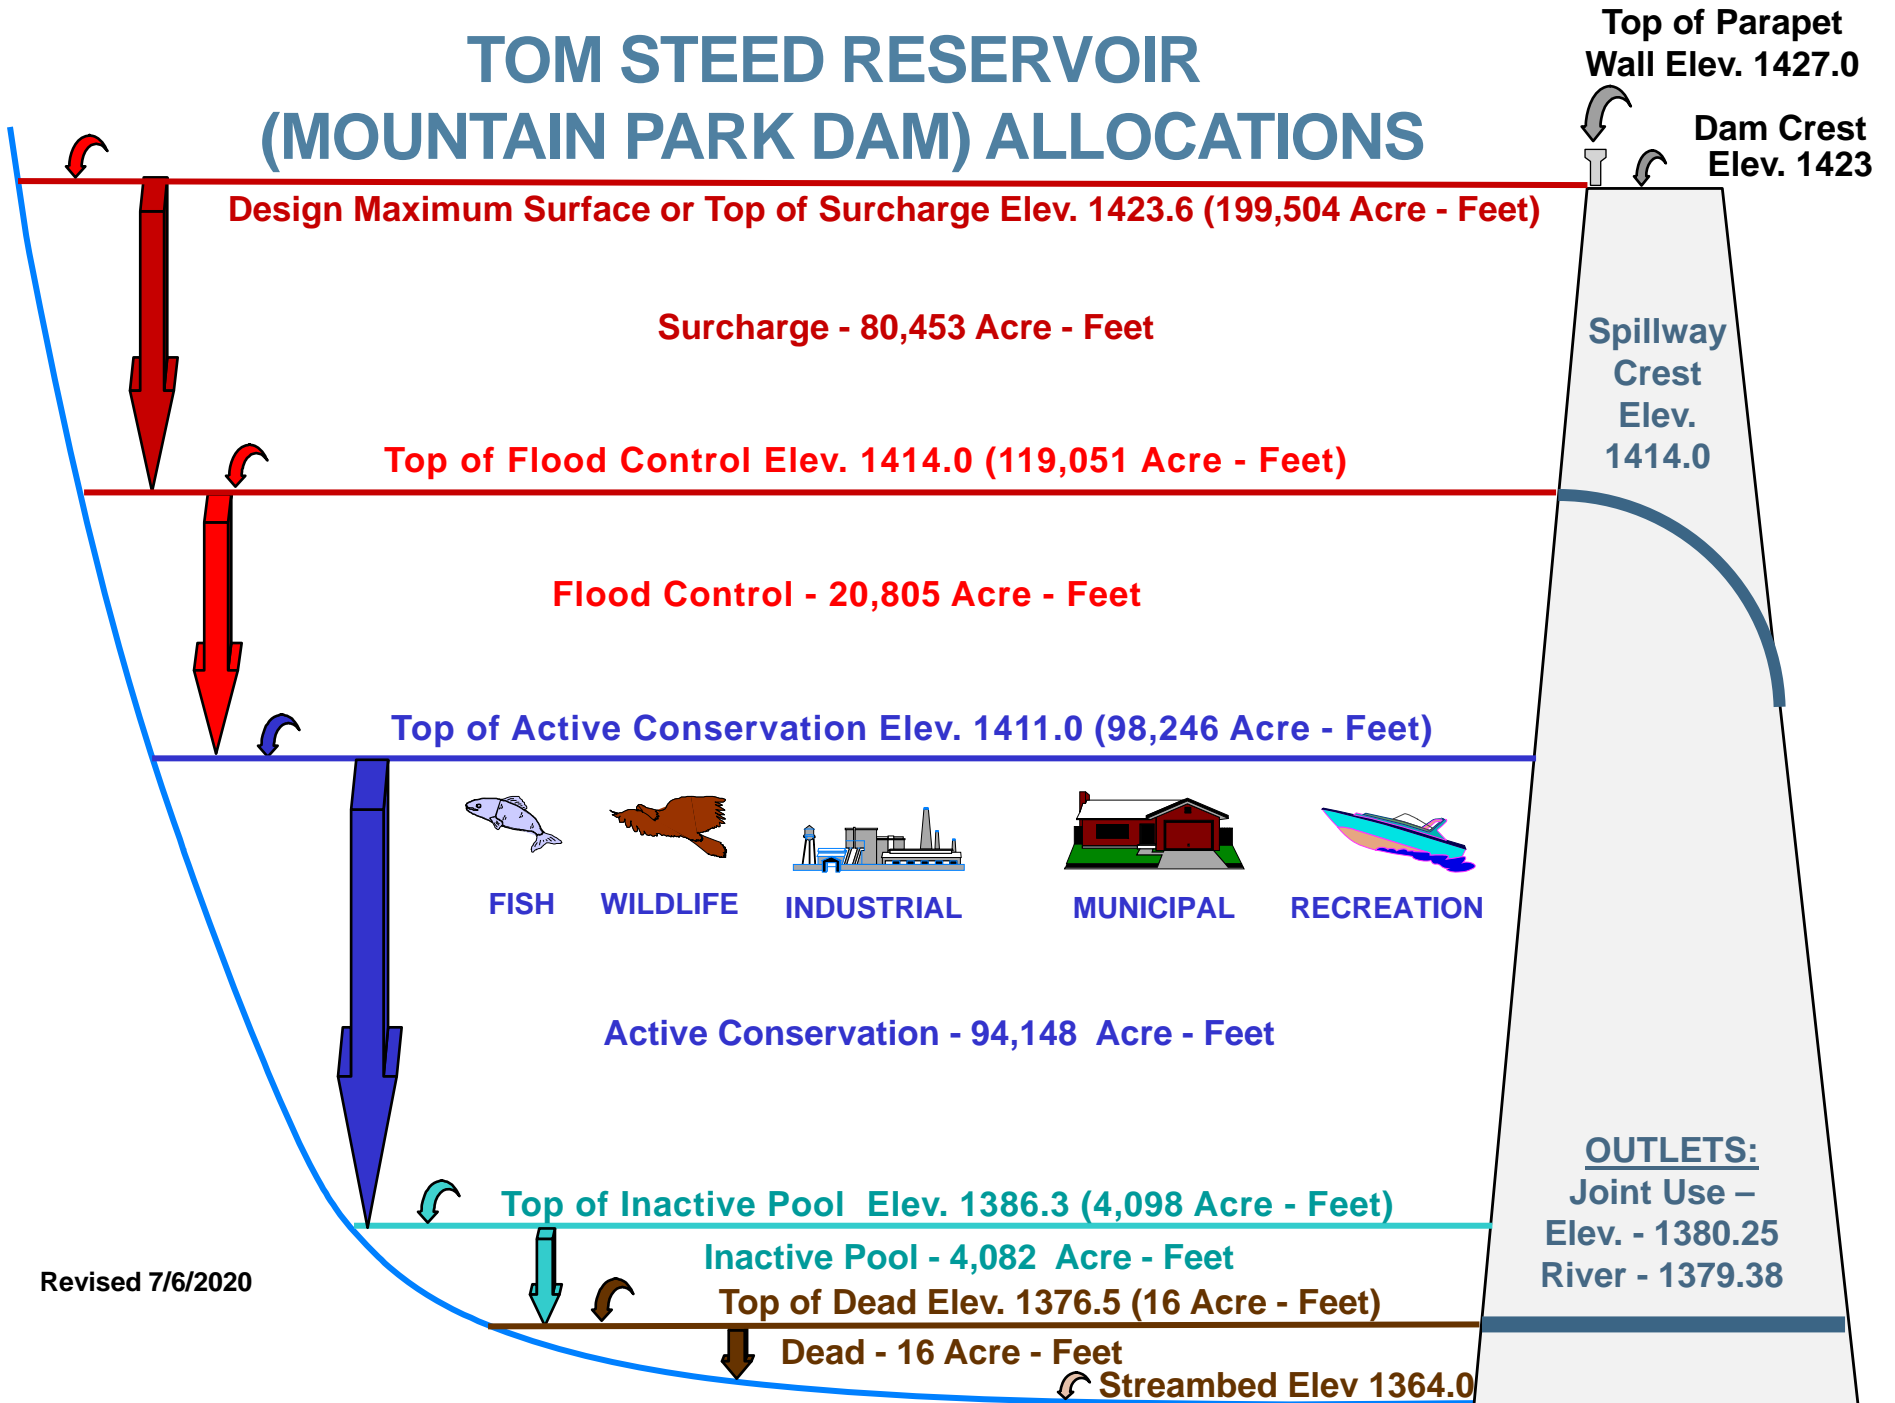 TOM STEED RESERVOIR
(MOUNTAIN PARK DAM) ALLOCATIONS
Top of Parapet
Wall Elev. 1427.0
Dam Crest
Elev. 1423
Design Maximum Surface or Top of Surcharge Elev. 1423.6 (199,504 Acre - Feet)
Surcharge - 80,453 Acre - Feet
Spillway
Crest
Elev.
1414.0
Top of Flood Control Elev. 1414.0 (119,051 Acre - Feet)
Flood Control - 20,805 Acre - Feet
Top of Active Conservation Elev. 1411.0 (98,246 Acre - Feet)
FISH WILDLIFE INDUSTRIAL MUNICIPAL RECREATION
Active Conservation - 94,148 Acre - Feet
OUTLETS:
Joint Use –
Elev. - 1380.25
River - 1379.38
Top of Inactive Pool Elev. 1386.3 (4,098 Acre - Feet)
Inactive Pool - 4,082 Acre - Feet
Revised 7/6/2020
Top of Dead Elev. 1376.5 (16 Acre - Feet)
Dead - 16 Acre - Feet
Streambed Elev 1364.0